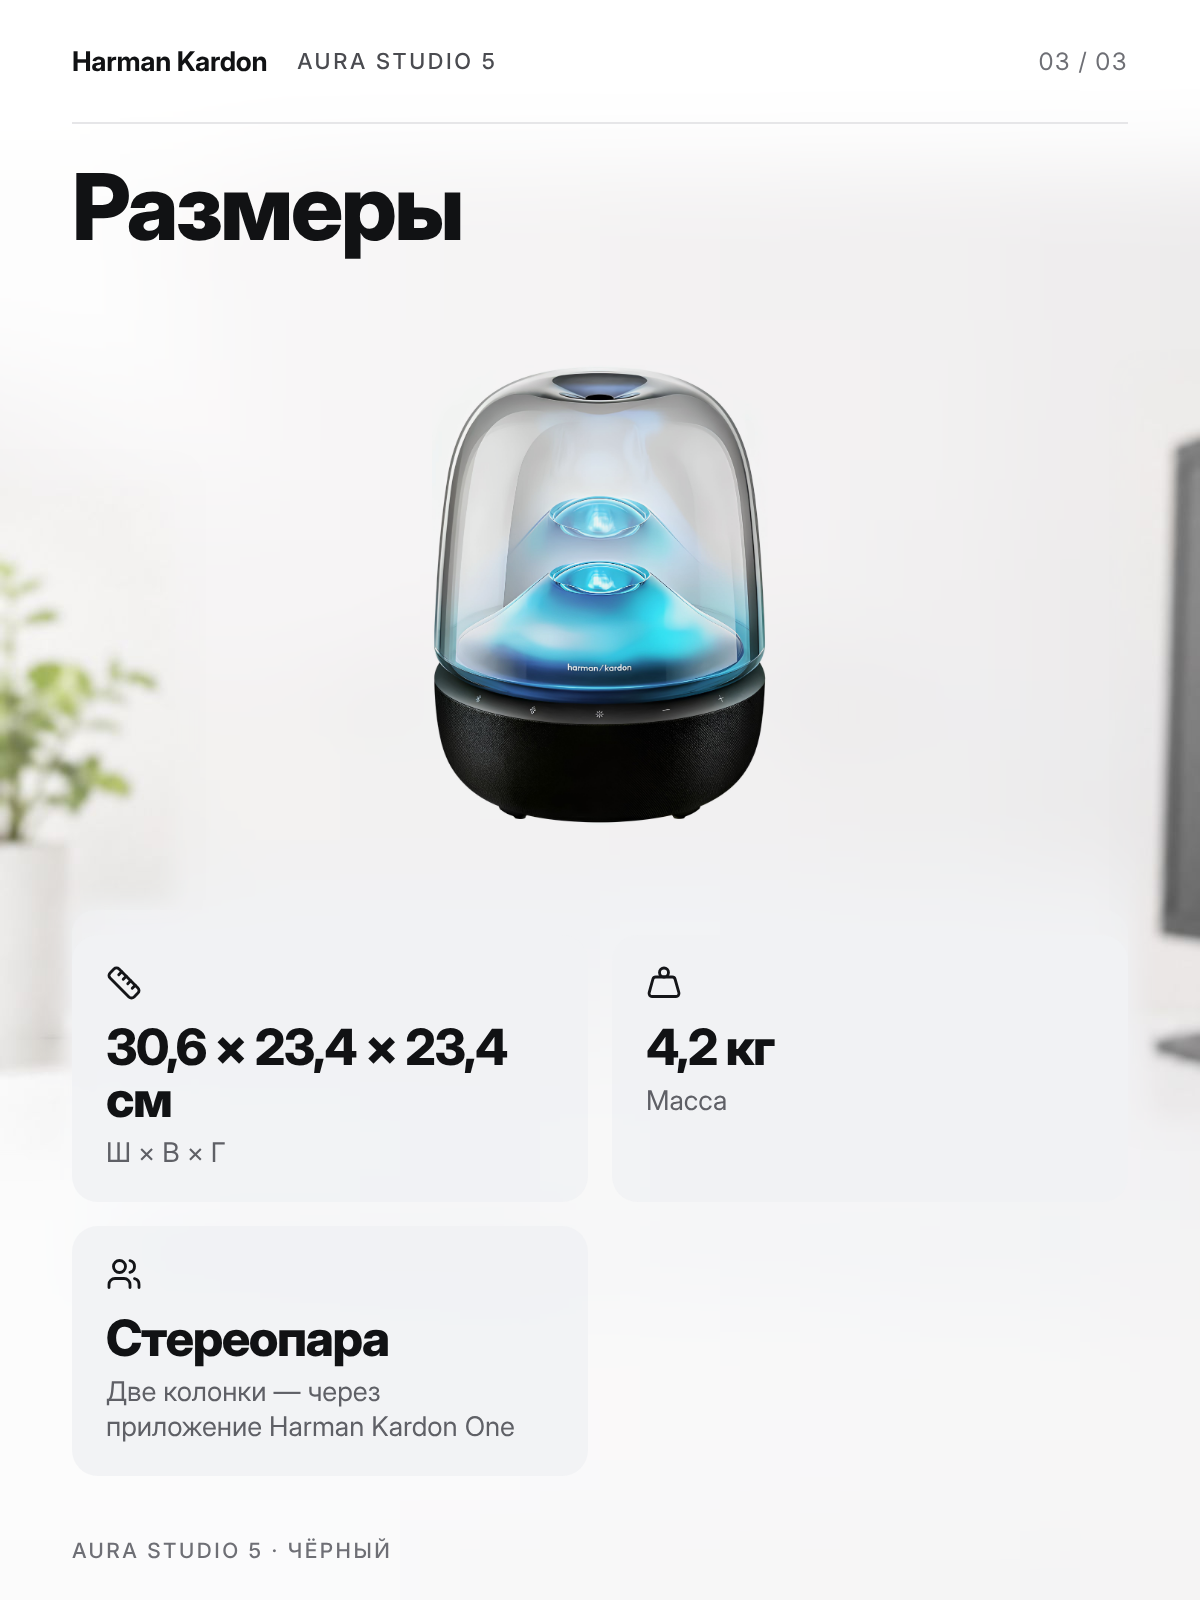 Harman Kardon AURA STUDIO 5 03 / 03
Размеры
harman/kardon
30,6 × 23,4 × 23,4
см
Ш × В × Г
4,2 кг
Масса
Стереопара
Две колонки — через
приложение Harman Kardon One
AURA STUDIO 5 · ЧЁРНЫЙ